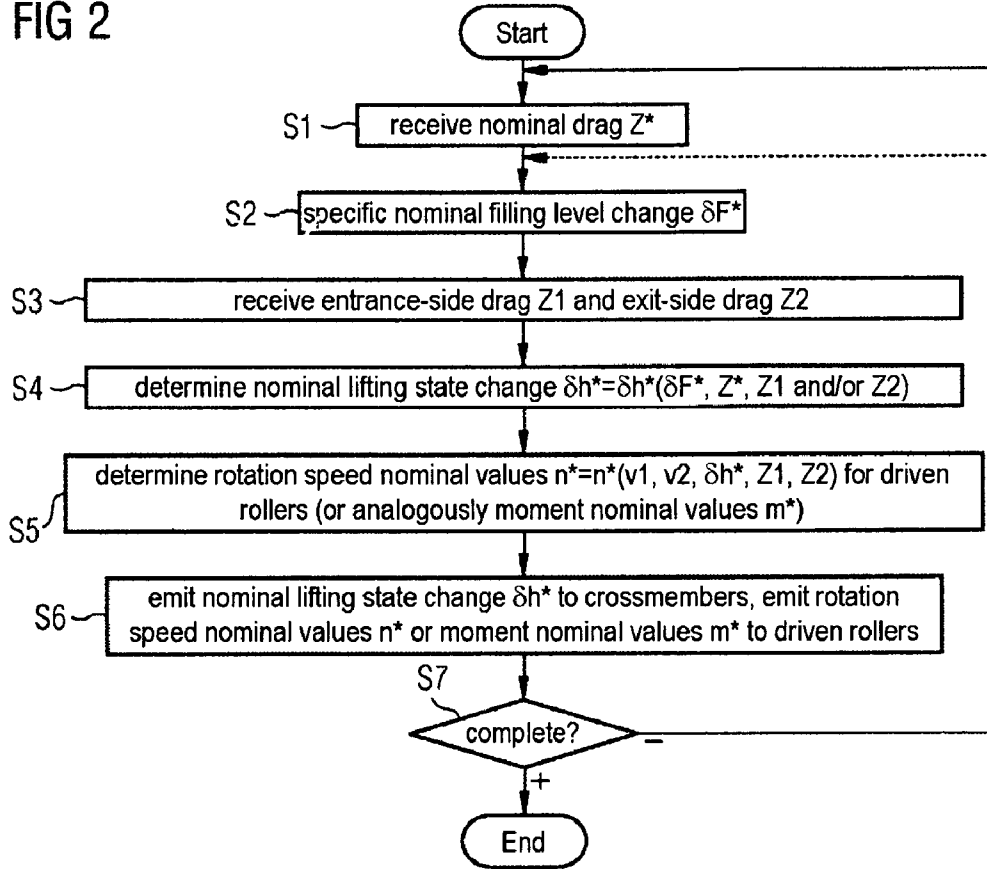 FIG 2
Start
S1
receive nominal drag Z*
S2
specific nominal filling level change δF*
S3
receive entrance-side drag Z1 and exit-side drag Z2
S4
determine nominal lifting state change δh*=δh*(δF*, Z*, Z1 and/or Z2)
S5
determine rotation speed nominal values n*=n*(v1, v2, δh*, Z1, Z2) for driven
rollers (or analogously moment nominal values m*)
S6
emit nominal lifting state change δh* to crossmembers, emit rotation
speed nominal values n* or moment nominal values m* to driven rollers
S7
complete?
–
+
End